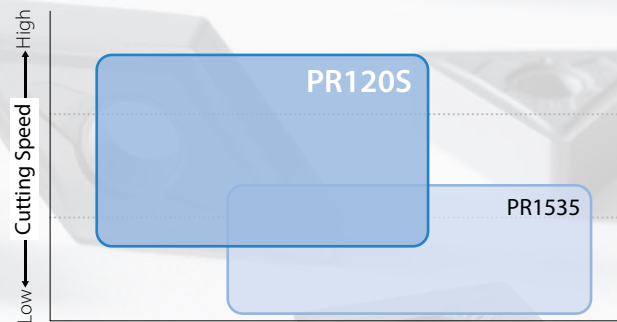 High
Cutting Speed
Low
PR120S
PR1535